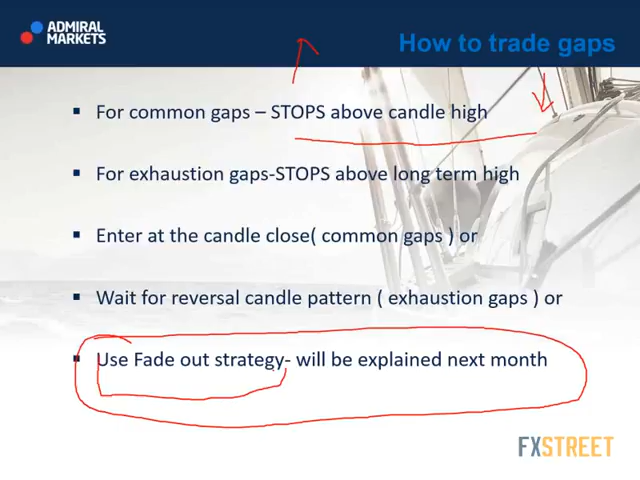 ADMIRAL
MARKETS
How to trade gaps
For common gaps – STOPS above candle high
For exhaustion gaps-STOPS above long term high
Enter at the candle close( common gaps ) or
Wait for reversal candle pattern ( exhaustion gaps ) or
Use Fade out strategy- will be explained next month
FXSTREET